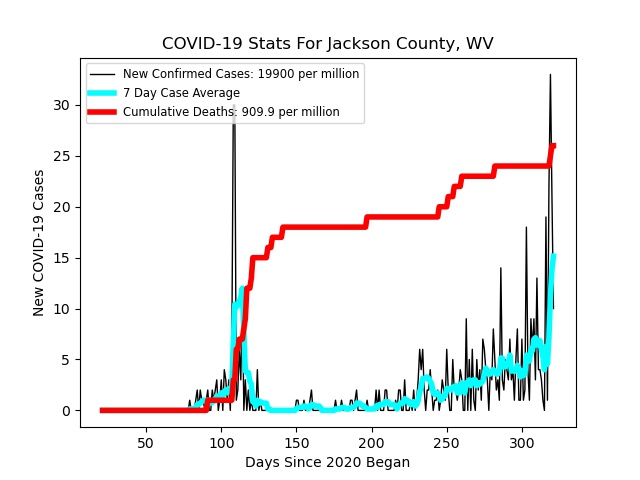 COVID-19 Stats For Jackson County, WV
New Confirmed Cases: 19900 per million
7 Day Case Average
Cumulative Deaths: 909.9 per million
New COVID-19 Cases
30
25
20
15
10
5
0
50 100 150 200 250 300
Days Since 2020 Began